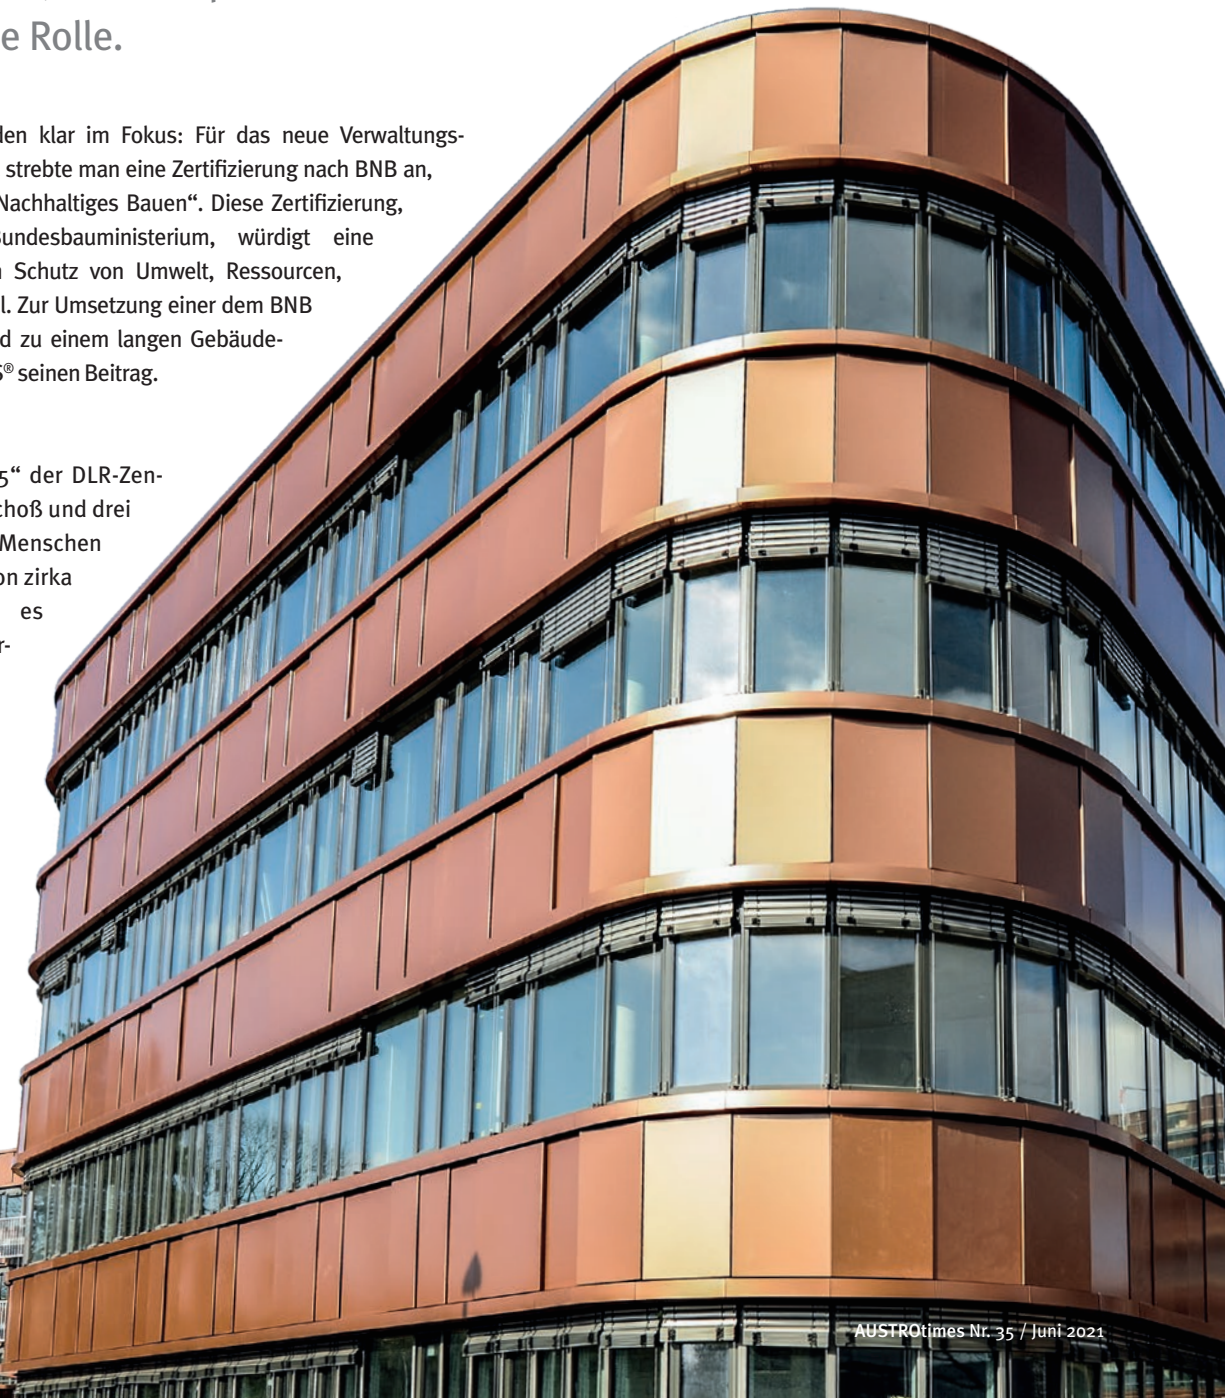 e Rolle.
den klar im Fokus: Für das neue Verwaltungs-
strebte man eine Zertifizierung nach BNB an,
Nachhaltiges Bauen“. Diese Zertifizierung,
undesbauministerium, würdigt eine
Schutz von Umwelt, Ressourcen,
l. Zur Umsetzung einer dem BNB
d zu einem langen Gebäude-
® seinen Beitrag.
5“ der DLR-Zen-
choß und drei
Menschen
on zirka
es
r-
AUSTROtimes Nr. 35 / Juni 2021